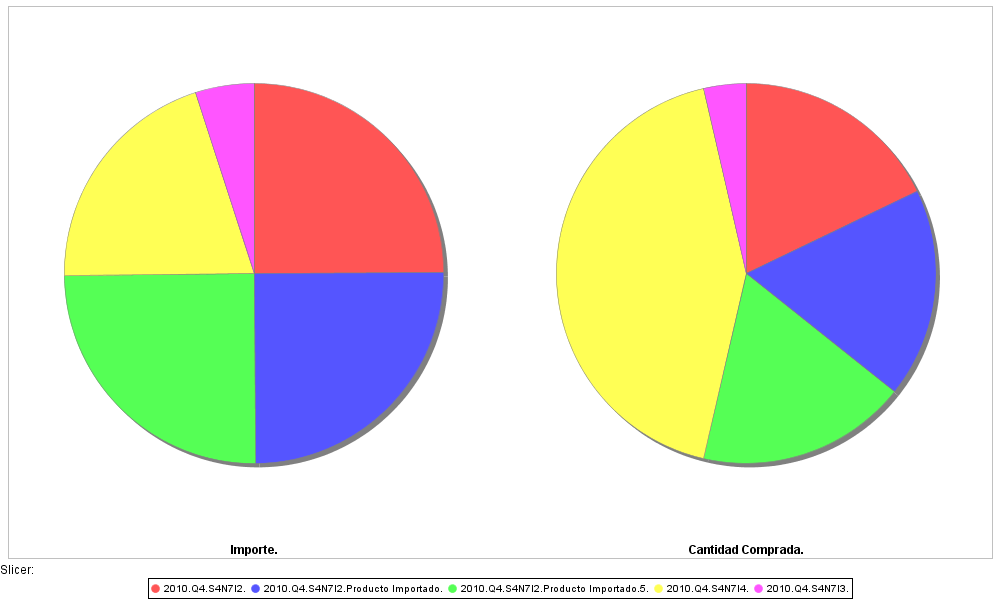 Importe.
Cantidad Comprada.
Slicer:
2010.Q4.S4N7I2. 2010.Q4.S4N7I2.Producto Importado. 2010.Q4.S4N7I2.Producto Importado.5. 2010.Q4.S4N7I4. 2010.Q4.S4N7I3.